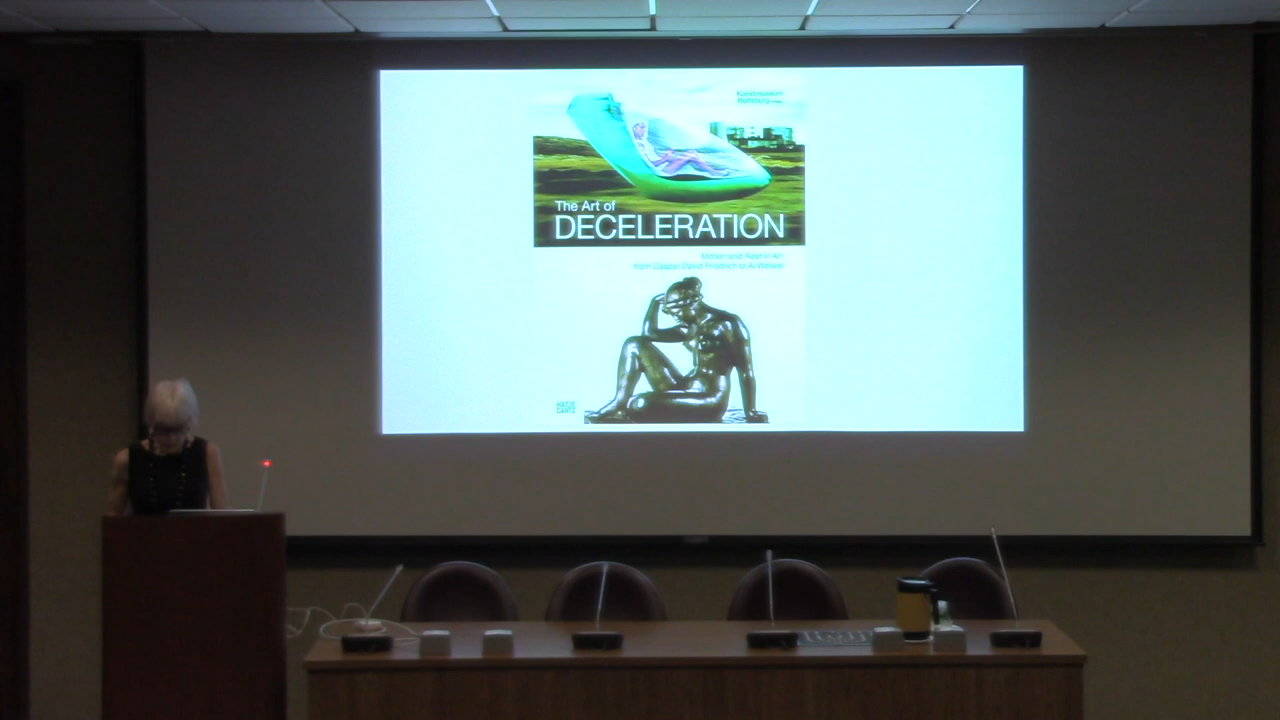 Kunstmuseum
Wolfsburg
The Art of
DECELERATION
Motion and Rest in Art
from Caspar David Friedrich to Ai Weiwei
HATJE
CANTZ